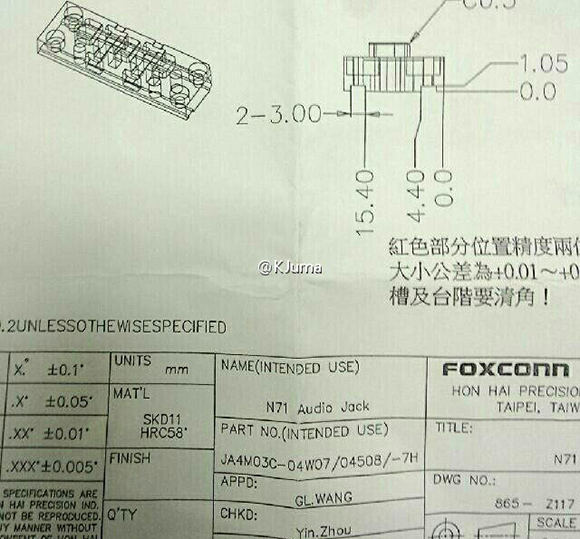 1.05
0.0
2-3.00
15.40
4.40
0.0
紅色部分位置精度兩
大小公差為+0.01~+0
槽及台階要清角!
@KJuma
.2UNLESSOTHEWISESPECIFIED
X.° ±0.1°
.X° ±0.05°
.XX° ±0.01°
.XXX°±0.005°
UNITS mm
MAT'L
SKD11
HRC58°
FINISH
Q'TY
NAME(INTENDED USE)
N71 Audio Jack
PART NO.(INTENDED USE)
JA4M03C-04W07/04508/-7H
APPD:
GL.WANG
CHKD:
Yin.Zhou
FOXCONN
HON HAI PRECISION
TAIPEI, TAIW
TITLE:
N71
DWG NO.:
865- Z117
SCALE
SPECIFICATIONS ARE
HAI PRECISION IND.
NOT BE REPRODUCED.
MANNER WITHOUT